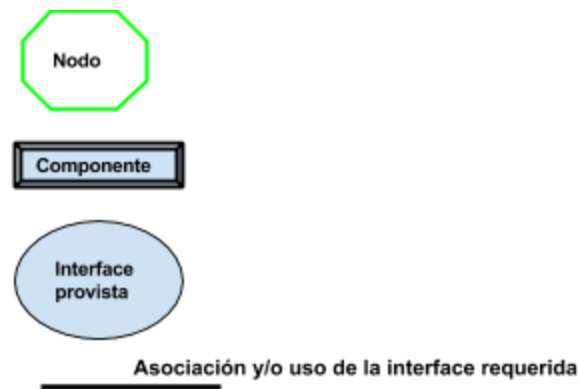 Nodo
Componente
Interface
provista
Asociación y/o uso de la interface requerida